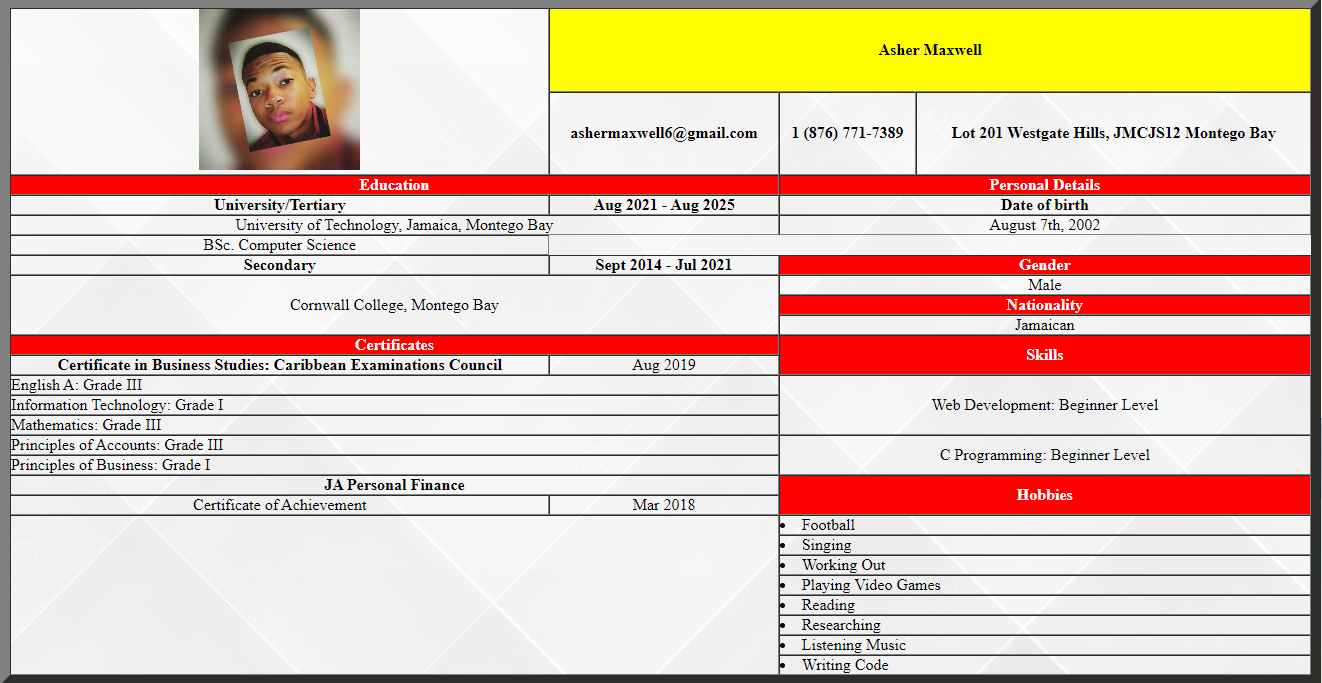 Asher Maxwell
ashermaxwell6@gmail.com
1 (876) 771-7389
Lot 201 Westgate Hills, JMCJS12 Montego Bay
Education
Personal Details
University/Tertiary
Aug 2021 - Aug 2025
Date of birth
University of Technology, Jamaica, Montego Bay
August 7th, 2002
BSc. Computer Science
Secondary
Sept 2014 - Jul 2021
Gender
Cornwall College, Montego Bay
Male
Nationality
Jamaican
Certificates
Skills
Certificate in Business Studies: Caribbean Examinations Council
Aug 2019
English A: Grade III
Information Technology: Grade I
Mathematics: Grade III
Web Development: Beginner Level
Principles of Accounts: Grade III
Principles of Business: Grade I
C Programming: Beginner Level
JA Personal Finance
Hobbies
Certificate of Achievement
Mar 2018
• Football
• Singing
• Working Out
• Playing Video Games
• Reading
• Researching
• Listening Music
• Writing Code